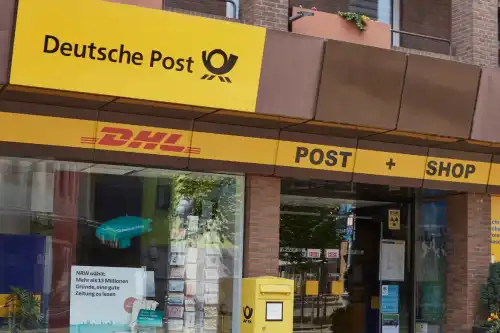 Deutsche Post
DHL
POST + SHOP
NRW wählt.
Mehr als 13 Millionen
Gründe, eine gute
Zeitung zu lesen